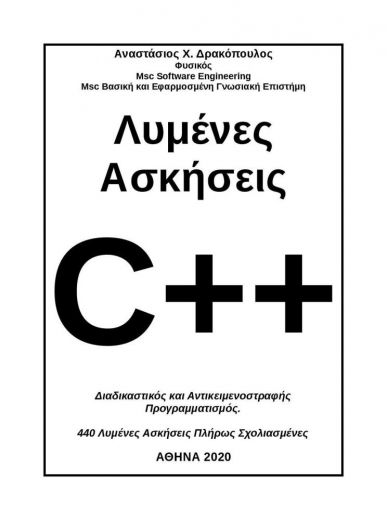 Αναστάσιος Χ. Δρακόπουλος
Φυσικός
Msc Software Engineering
Msc Βασική και Εφαρμοσμένη Γνωσιακή Επιστήμη
Λυμένες
Ασκήσεις
C++
Διαδικαστικός και Αντικειμενοστραφής
Προγραμματισμός.
440 Λυμένες Ασκήσεις Πλήρως Σχολιασμένες
ΑΘΗΝΑ 2020